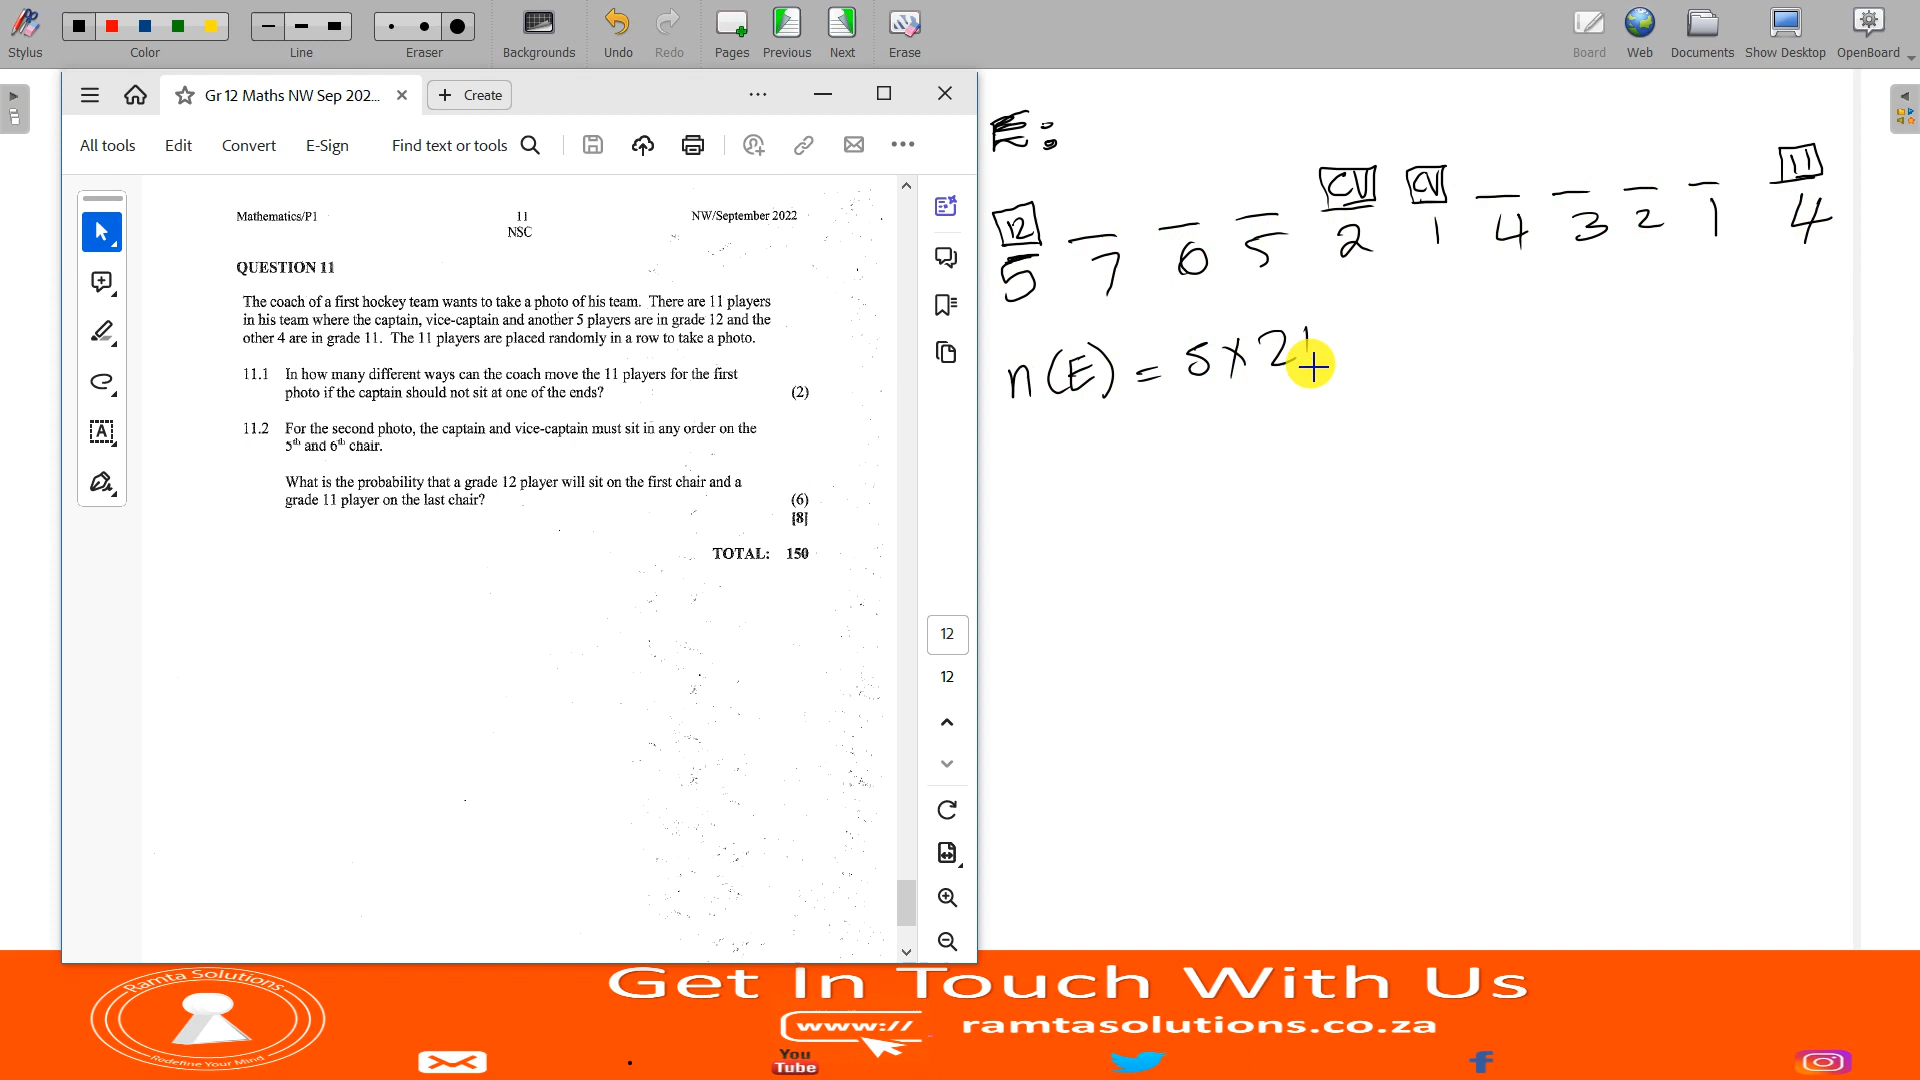 Stylus
Color
Line
Eraser
Backgrounds
Undo
Redo
Pages
Previous
Next
Erase
Board
Web
Documents
Show Desktop
OpenBoard
Gr 12 Maths NW Sep 202...
Create
All tools
Edit
Convert
E-Sign
Find text or tools
Mathematics/P1
11
NSC
NW/September 2022
QUESTION 11
The coach of a first hockey team wants to take a photo of his team. There are 11 players
in his team where the captain, vice-captain and another 5 players are in grade 12 and the
other 4 are in grade 11. The 11 players are placed randomly in a row to take a photo.
11.1 In how many different ways can the coach move the 11 players for the first
photo if the captain should not sit at one of the ends? (2)
11.2 For the second photo, the captain and vice-captain must sit in any order on the
5th and 6th chair.
What is the probability that a grade 12 player will sit on the first chair and a
grade 11 player on the last chair? (6)
[8]
TOTAL: 150
12
12
E:
12 CV CV 11
5 7 6 5 2 1 4 3 2 1 4
n(E) = 5 × 2!
Ramta Solutions
Redefine Your Mind
Get In Touch With Us
www://
ramtasolutions.co.za
You
Tube